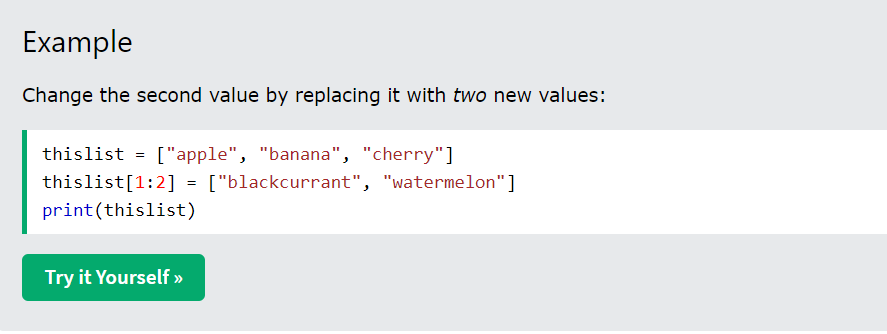 Example
Change the second value by replacing it with two new values:
thislist = ["apple", "banana", "cherry"]
thislist[1:2] = ["blackcurrant", "watermelon"]
print(thislist)
Try it Yourself »